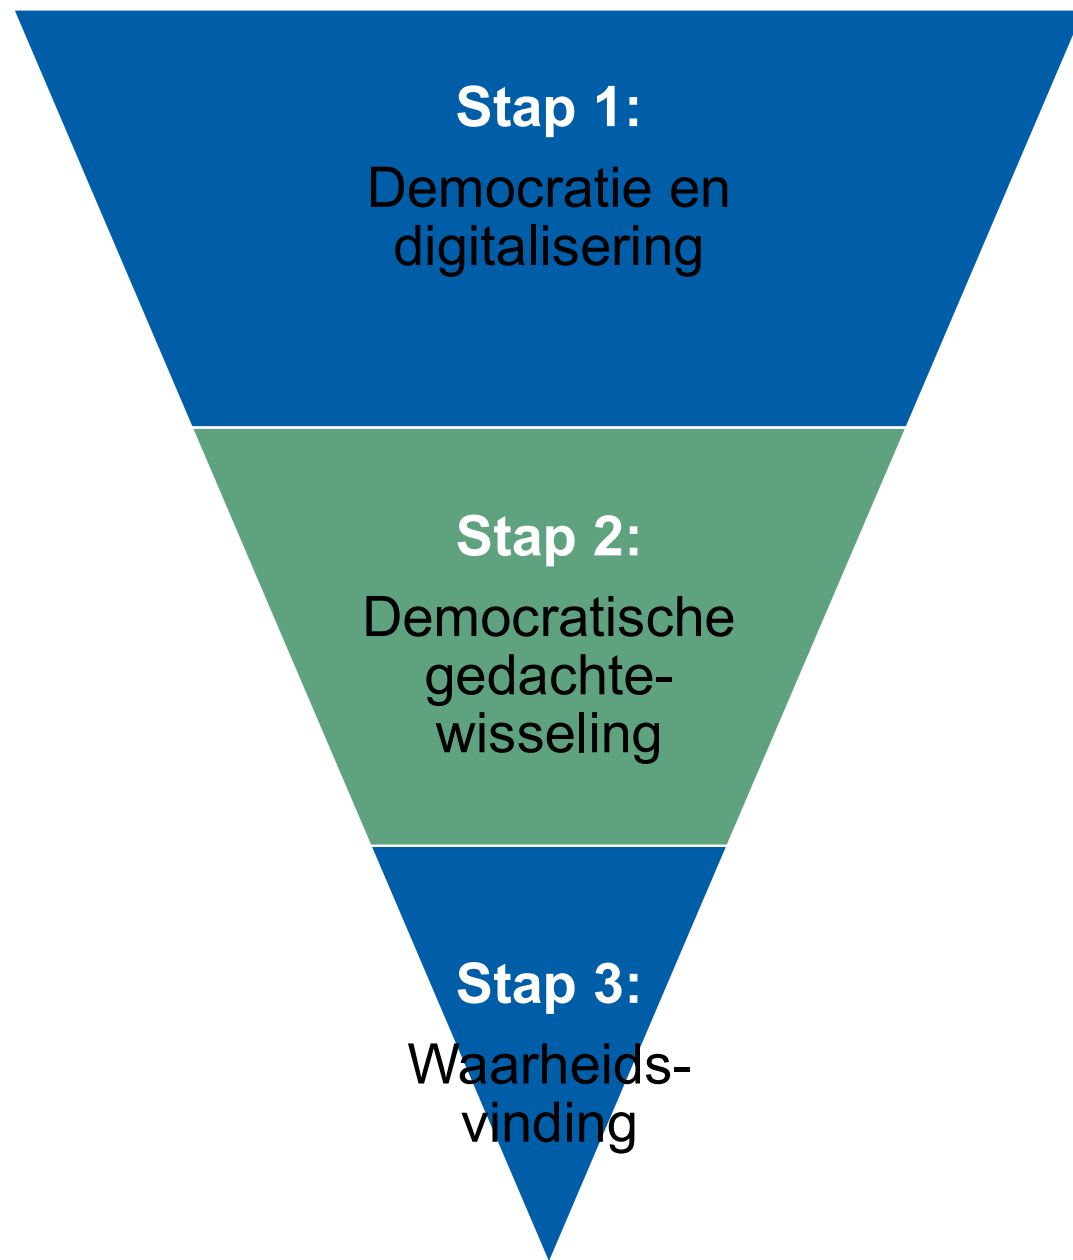 Stap 1:
Democratie en
digitalisering
Stap 2:
Democratische
gedachte-
wisseling
Stap 3:
Waarheids-
vinding